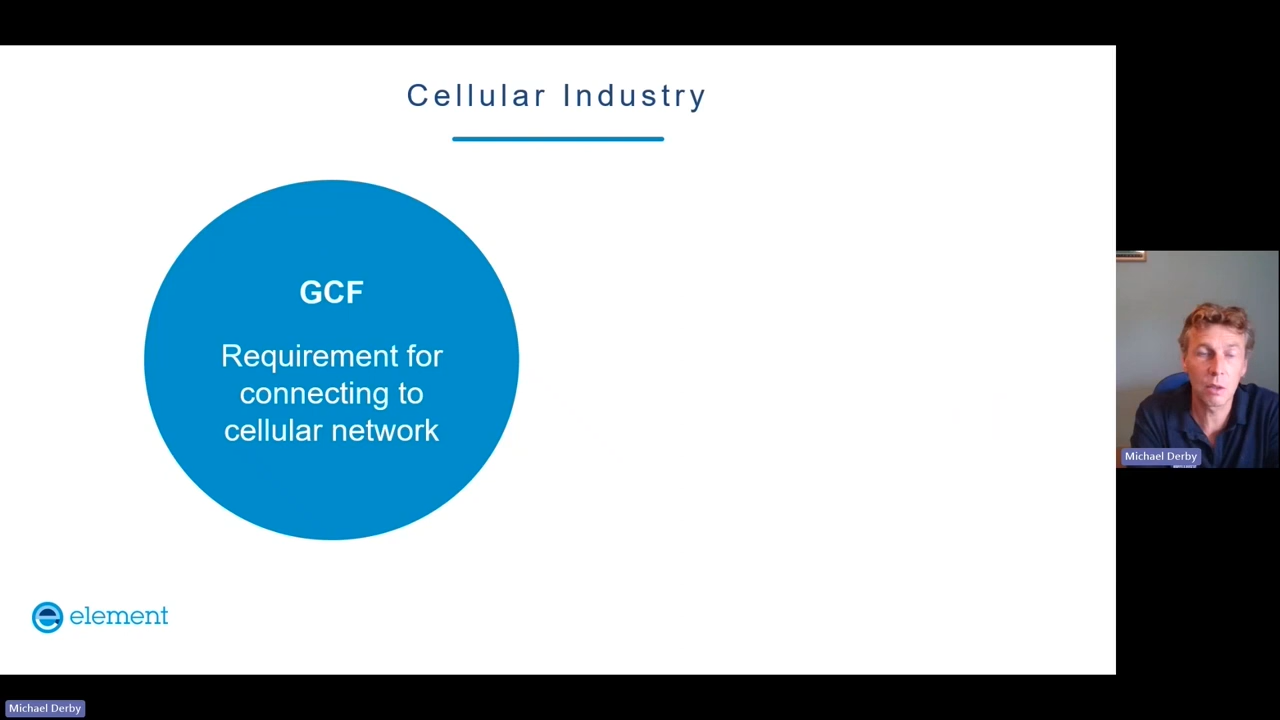 Cellular Industry
GCF
Requirement for
connecting to
cellular network
element
Michael Derby
Michael Derby